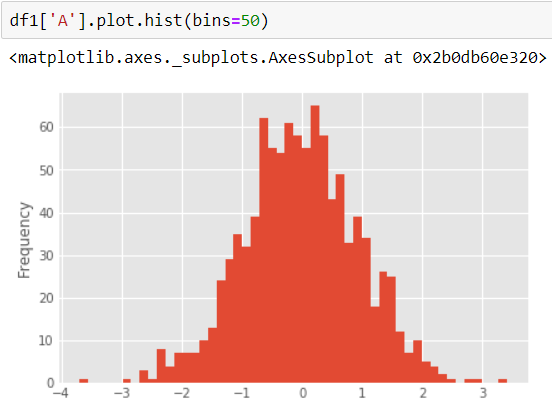 df1['A'].plot.hist(bins=50)
<matplotlib.axes._subplots.AxesSubplot at 0x2b0db60e320>
60
50
40
30
20
10
0
Frequency
−4 −3 −2 −1 0 1 2 3